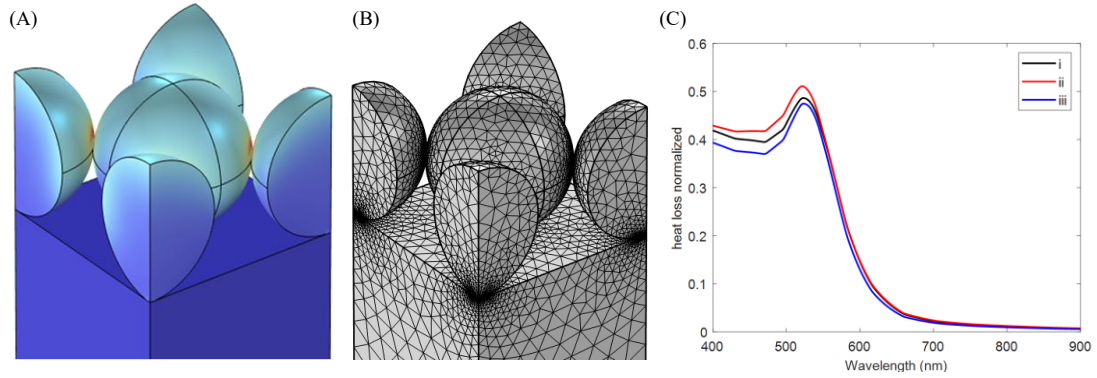 (A)
(B)
(C)
0.6
0.5
0.4
0.3
0.2
0.1
0
heat loss normalized
i
ii
iii
400 500 600 700 800 900
Wavelength (nm)